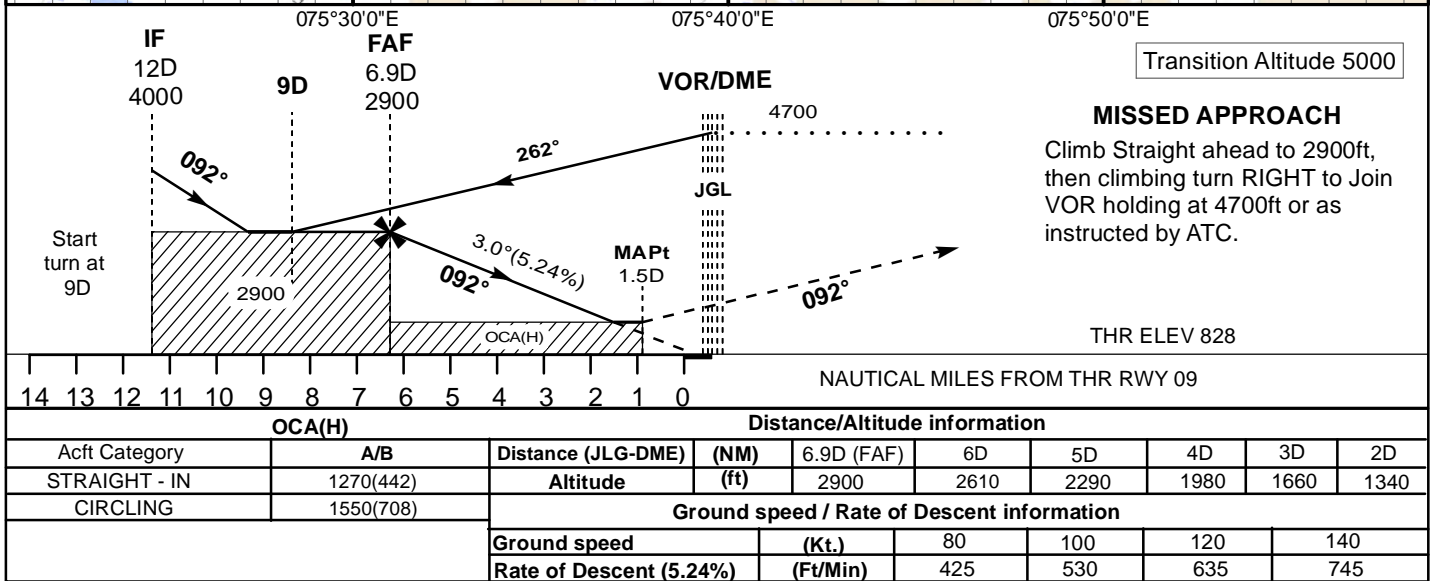 075°30'0"E 075°40'0"E 075°50'0"E
IF
12D
4000
9D
FAF
6.9D
2900
VOR/DME
Transition Altitude 5000
4700
MISSED APPROACH
Climb Straight ahead to 2900ft,
then climbing turn RIGHT to Join
VOR holding at 4700ft or as
instructed by ATC.
092°
262°
JGL
Start
turn at
9D
2900
3.0°(5.24%)
092°
MAPt
1.5D
092°
OCA(H)
THR ELEV 828
14 13 12 11 10 9 8 7 6 5 4 3 2 1 0
NAUTICAL MILES FROM THR RWY 09
OCA(H)
Acft Category A/B
STRAIGHT - IN 1270(442)
CIRCLING 1550(708)
Distance/Altitude information
Distance (JLG-DME) (NM) 6.9D (FAF) 6D 5D 4D 3D 2D
Altitude (ft) 2900 2610 2290 1980 1660 1340
Ground speed / Rate of Descent information
Ground speed (Kt.) 80 100 120 140
Rate of Descent (5.24%) (Ft/Min) 425 530 635 745